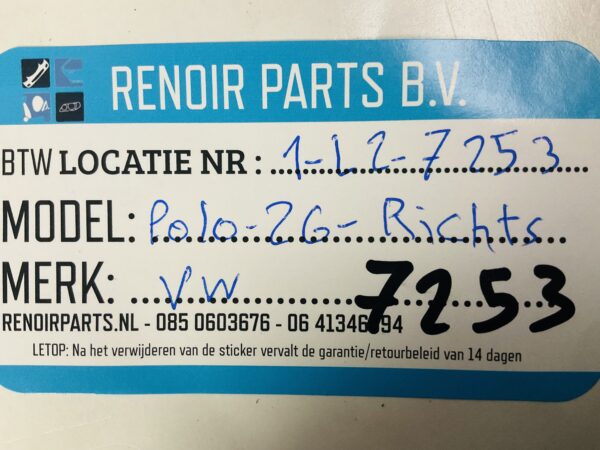 RENOIR PARTS B.V.
BTW LOCATIE NR : 1-L2-7253
MODEL: Polo-2G-Richts
MERK: VW 7253
RENOIRPARTS.NL - 085 0603676 - 06 41346 94
LETOP: Na het verwijderen van de sticker vervalt de garantie/retourbeleid van 14 dagen